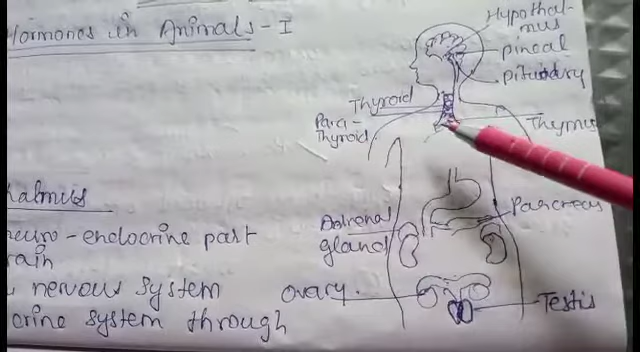 Hormones in Animals - I
Hypothal-
mus
pineal
pituitary
Thyroid
Para-
Thyroid
Thymus
Adrenal
gland
Pancreas
Ovary.
Testis
halmus
neuro-endocrine part
rain
nervous system
crine system through